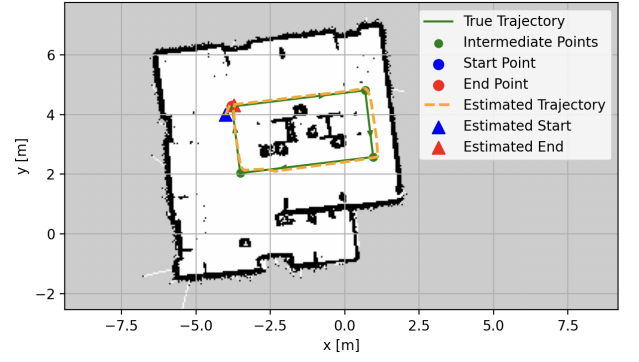 True Trajectory
Intermediate Points
Start Point
End Point
Estimated Trajectory
Estimated Start
Estimated End
y [m]
6
4
2
0
−2
−7.5
−5.0
−2.5
0.0
2.5
5.0
7.5
x [m]